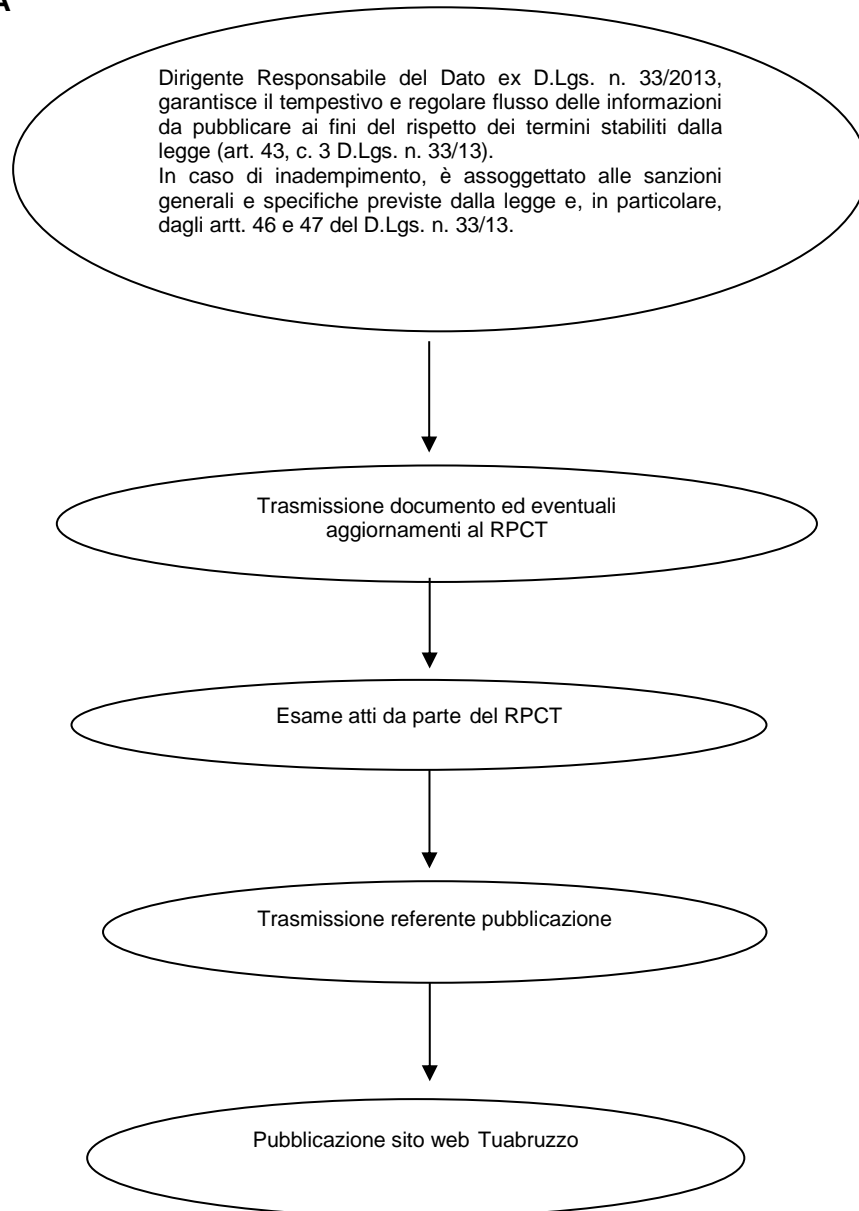 A
Dirigente Responsabile del Dato ex D.Lgs. n. 33/2013,
garantisce il tempestivo e regolare flusso delle informazioni
da pubblicare ai fini del rispetto dei termini stabiliti dalla
legge (art. 43, c. 3 D.Lgs. n. 33/13).
In caso di inadempimento, è assoggettato alle sanzioni
generali e specifiche previste dalla legge e, in particolare,
dagli artt. 46 e 47 del D.Lgs. n. 33/13.
Trasmissione documento ed eventuali
aggiornamenti al RPCT
Esame atti da parte del RPCT
Trasmissione referente pubblicazione
Pubblicazione sito web Tuabruzzo